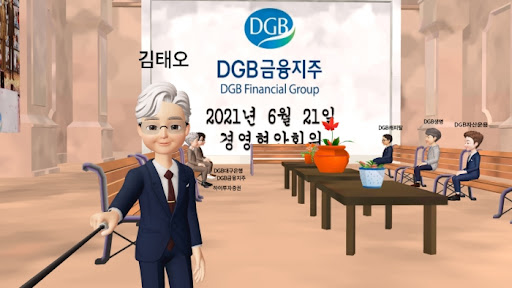 DGB
DGB금융지주
DGB Financial Group
2021년 6월 21일
경영현안회의
김태오
DGB캐피탈
DGB생명
DGB자산운용
DGB대구은행
DGB금융지주
하이투자증권